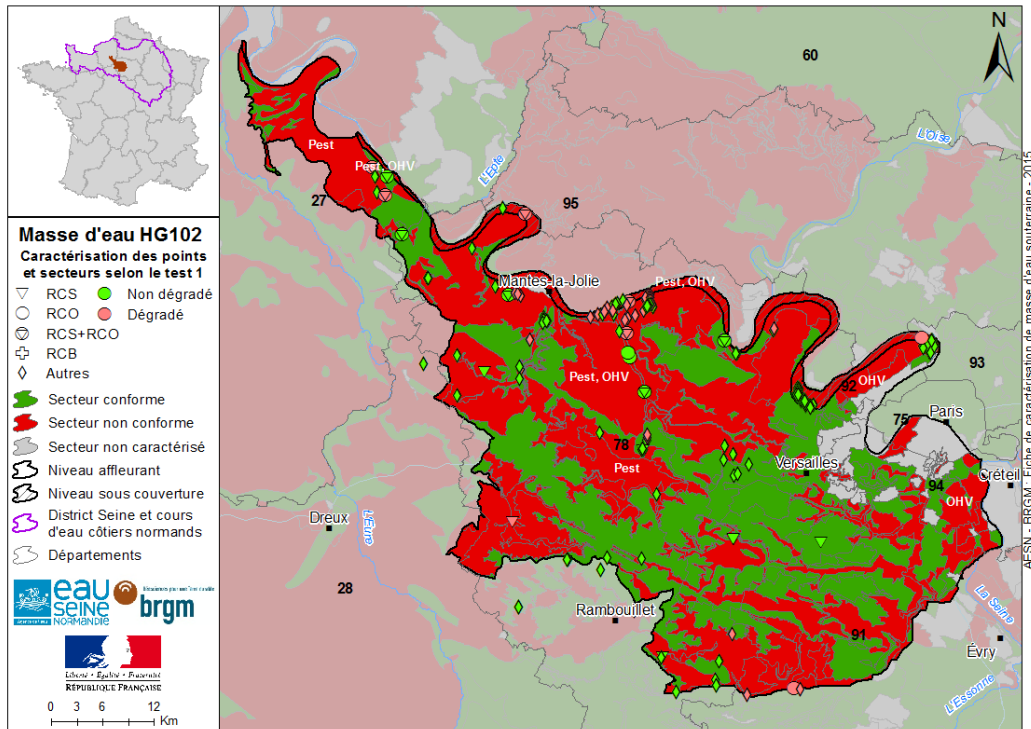 Masse d'eau HG102
Caractérisation des points
et secteurs selon le test 1
RCS
Non dégradé
RCO
Dégradé
RCS+RCO
RCB
Autres
Secteur conforme
Secteur non conforme
Secteur non caractérisé
Niveau affleurant
Niveau sous couverture
District Seine et cours
d'eau côtiers normands
Départements
eau
SEINE
NORMANDIE
brgm
Liberté • Égalité • Fraternité
RÉPUBLIQUE FRANÇAISE
0 3 6 12
Km
N
60
L'Oise
L'Epte
Pest
Pest, OHV
27
95
Mantes-la-Jolie
Pest, OHV
93
Pest, OHV
92
OHV
75
Paris
78
Versailles
Pest
94
Créteil
OHV
Dreux
L'Eure
28
Rambouillet
La Seine
91
Évry
L'Essonne
AESN - BRGM : Fiche de caractérisation de masse d'eau souterraine - 2015